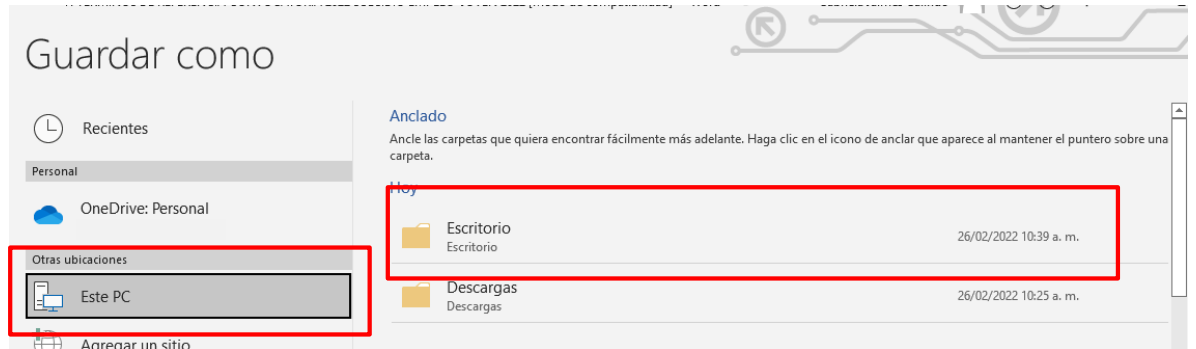 Guardar como
Recientes
Personal
OneDrive: Personal
Otras ubicaciones
Este PC
Agregar un sitio
Anclado
Ancle las carpetas que quiera encontrar fácilmente más adelante. Haga clic en el icono de anclar que aparece al mantener el puntero sobre una
carpeta.
Hoy
Escritorio
Escritorio
26/02/2022 10:39 a. m.
Descargas
Descargas
26/02/2022 10:25 a. m.